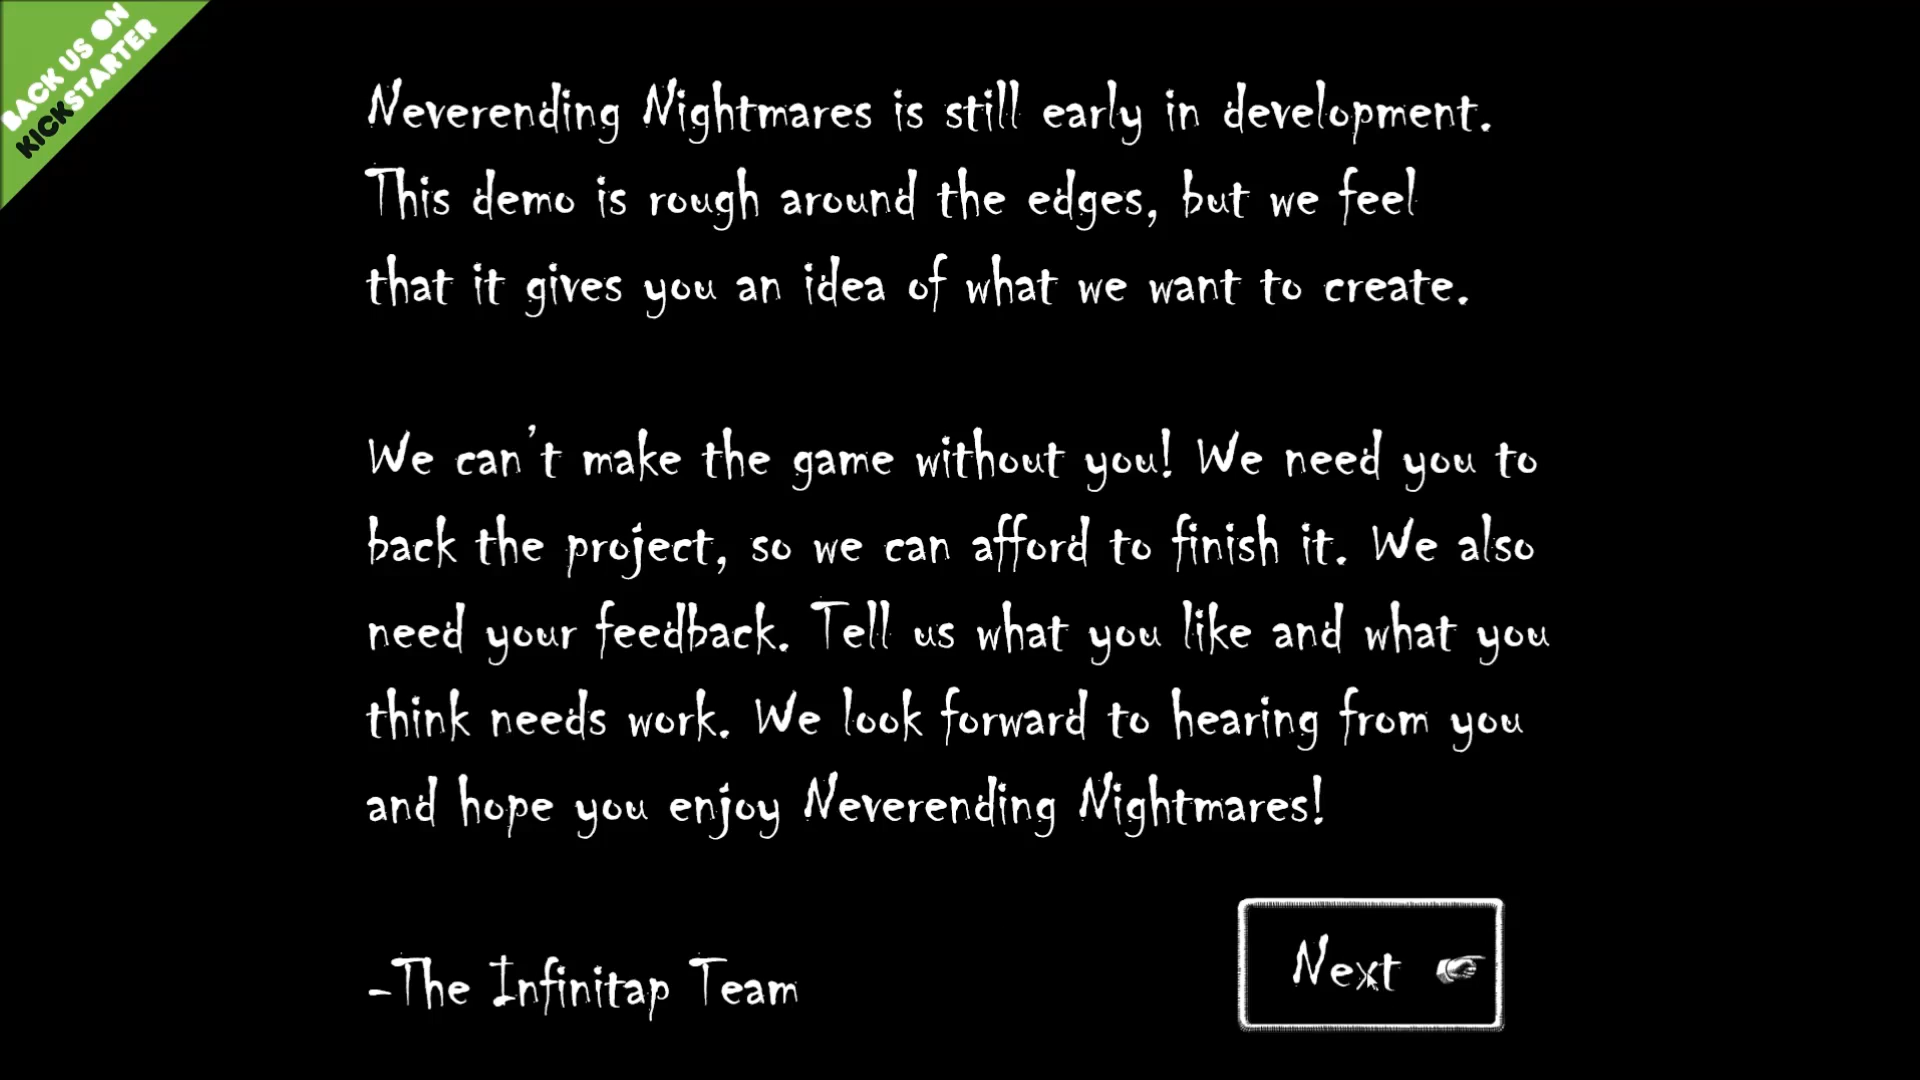 BACK US ON
KICKSTARTER
Neverending Nightmares is still early in development.
This demo is rough around the edges, but we feel
that it gives you an idea of what we want to create.
We can't make the game without you! We need you to
back the project, so we can afford to finish it. We also
need your feedback. Tell us what you like and what you
think needs work. We look forward to hearing from you
and hope you enjoy Neverending Nightmares!
-The Infinitap Team
Next